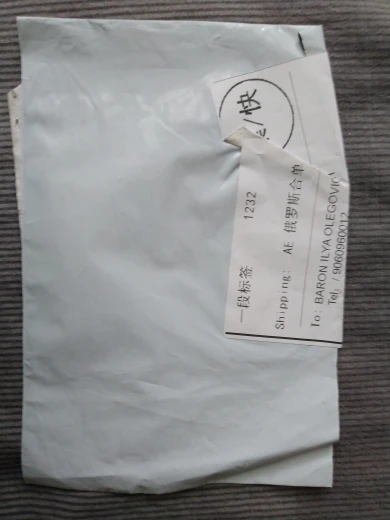 /快
一段标签 1232
Shipping: AE 俄罗斯合单
To: BARON ILYA OLEGOVIC
Tel: / 9060960012